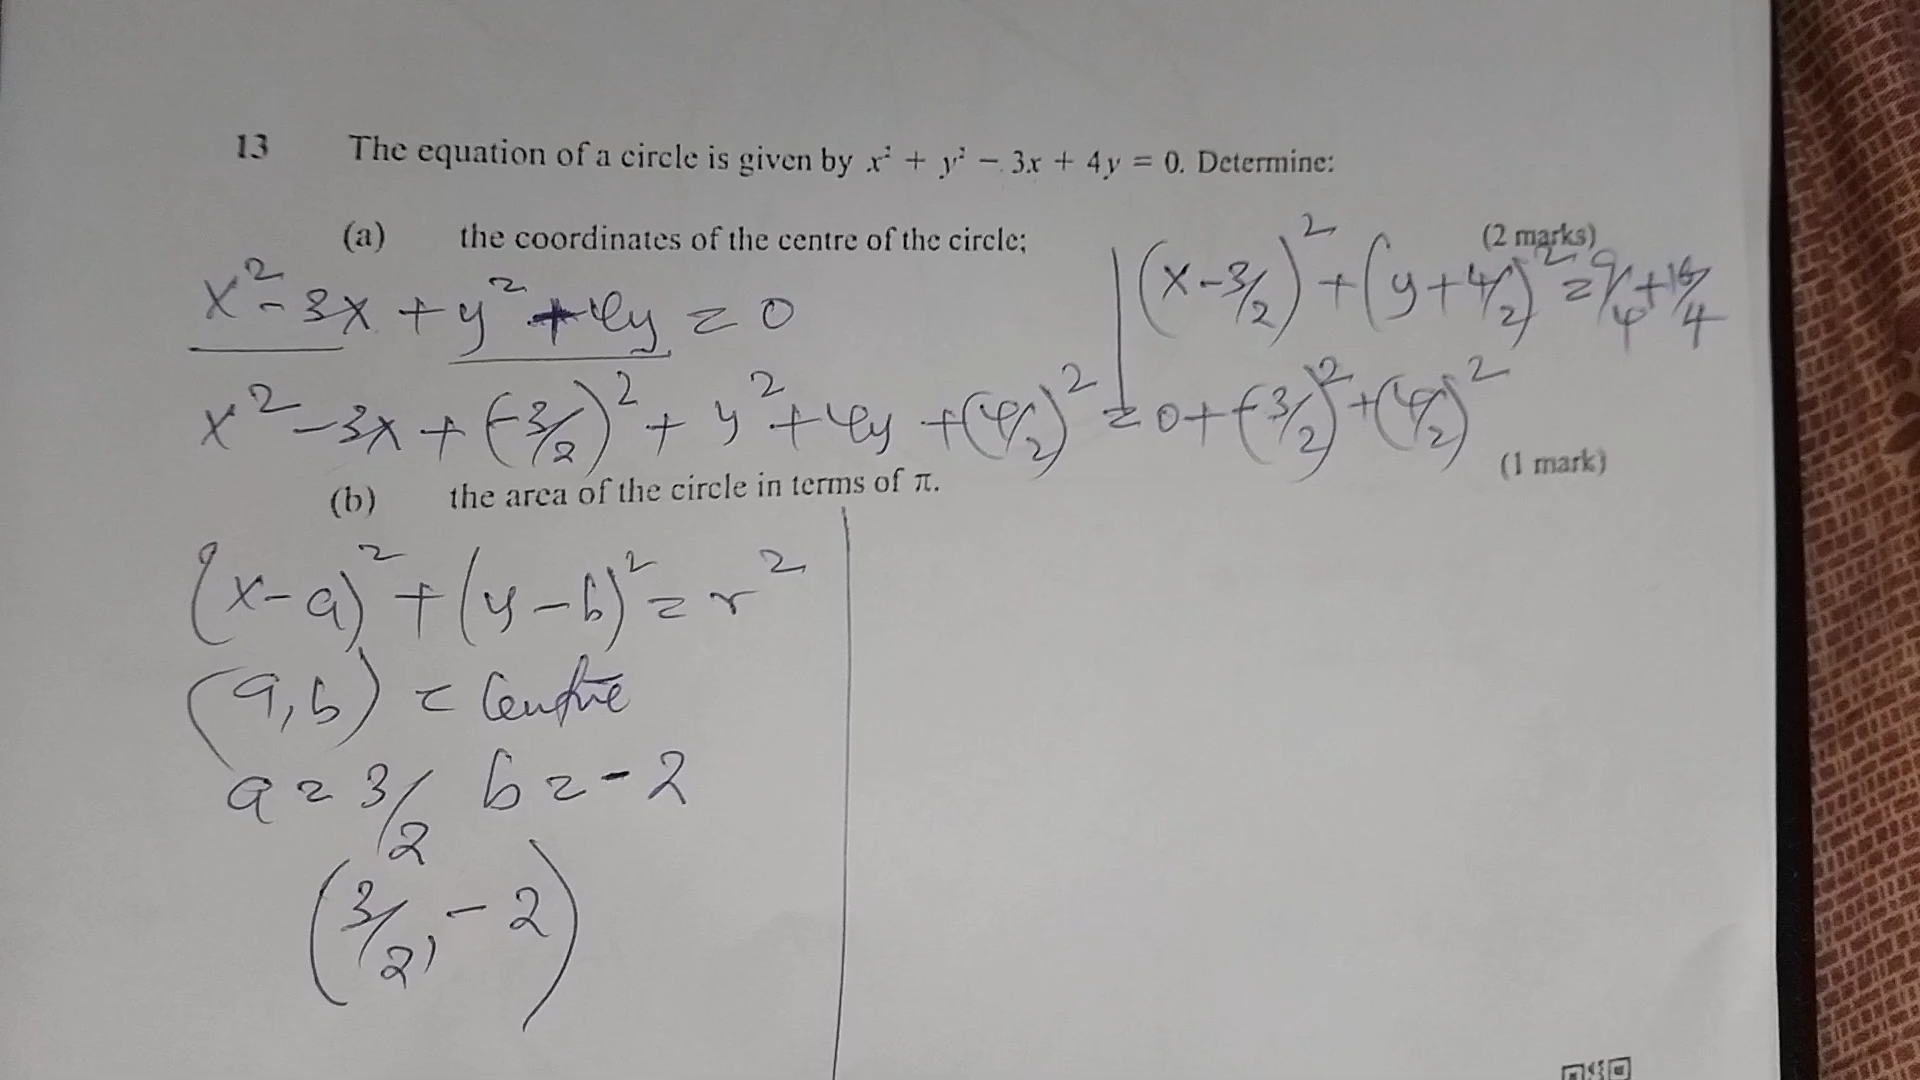 13 The equation of a circle is given by x² + y² − 3x + 4y = 0. Determine:
(a) the coordinates of the centre of the circle; (2 marks)
x² − 3x + y² + 4y = 0
x² − 3x + (−3/2)² + y² + 4y + (4/2)² = 0 + (−3/2)² + (4/2)²
(x − 3/2)² + (y + 4/2)² = 9/4 + 16/4
(b) the area of the circle in terms of π. (1 mark)
(x − a)² + (y − b)² = r²
(a, b) = Centre
a = 3/2 b = −2
(3/2, −2)